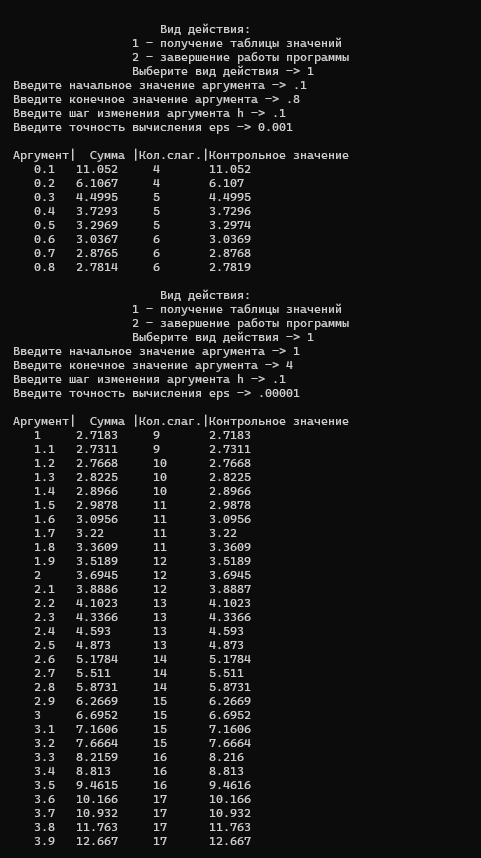 Вид действия:
1 - получение таблицы значений
2 - завершение работы программы
Выберите вид действия -> 1
Введите начальное значение аргумента -> .1
Введите конечное значение аргумента -> .8
Введите шаг изменения аргумента h -> .1
Введите точность вычисления eps -> 0.001
Аргумент| Сумма |Кол.слаг.|Контрольное значение
0.1 11.052 4 11.052
0.2 6.1067 4 6.107
0.3 4.4995 5 4.4995
0.4 3.7293 5 3.7296
0.5 3.2969 5 3.2974
0.6 3.0367 6 3.0369
0.7 2.8765 6 2.8768
0.8 2.7814 6 2.7819
Вид действия:
1 - получение таблицы значений
2 - завершение работы программы
Выберите вид действия -> 1
Введите начальное значение аргумента -> 1
Введите конечное значение аргумента -> 4
Введите шаг изменения аргумента h -> .1
Введите точность вычисления eps -> .00001
Аргумент| Сумма |Кол.слаг.|Контрольное значение
1 2.7183 9 2.7183
1.1 2.7311 9 2.7311
1.2 2.7668 10 2.7668
1.3 2.8225 10 2.8225
1.4 2.8966 10 2.8966
1.5 2.9878 11 2.9878
1.6 3.0956 11 3.0956
1.7 3.22 11 3.22
1.8 3.3609 11 3.3609
1.9 3.5189 12 3.5189
2 3.6945 12 3.6945
2.1 3.8886 12 3.8887
2.2 4.1023 13 4.1023
2.3 4.3366 13 4.3366
2.4 4.593 13 4.593
2.5 4.873 13 4.873
2.6 5.1784 14 5.1784
2.7 5.511 14 5.511
2.8 5.8731 14 5.8731
2.9 6.2669 15 6.2669
3 6.6952 15 6.6952
3.1 7.1606 15 7.1606
3.2 7.6664 15 7.6664
3.3 8.2159 16 8.216
3.4 8.813 16 8.813
3.5 9.4615 16 9.4616
3.6 10.166 17 10.166
3.7 10.932 17 10.932
3.8 11.763 17 11.763
3.9 12.667 17 12.667